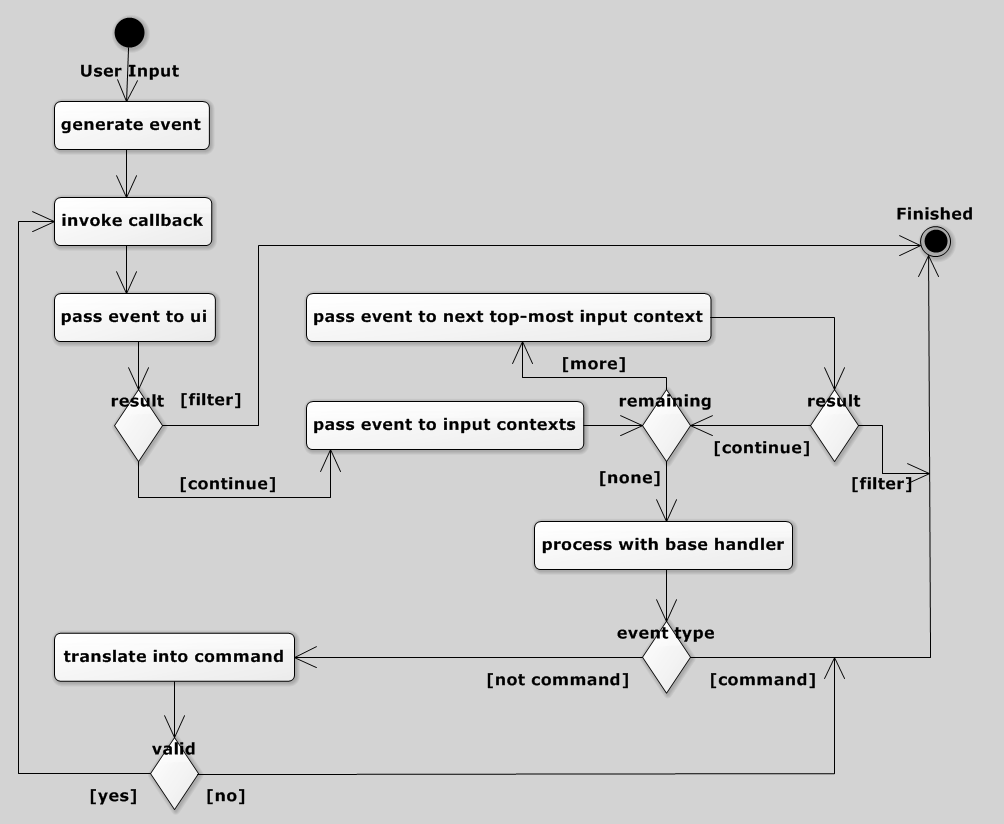 User Input
generate event
invoke callback
Finished
pass event to ui
pass event to next top-most input context
[more]
result
[filter]
remaining
result
pass event to input contexts
[continue]
[none]
[continue]
[filter]
process with base handler
event type
translate into command
[not command]
[command]
valid
[yes]
[no]